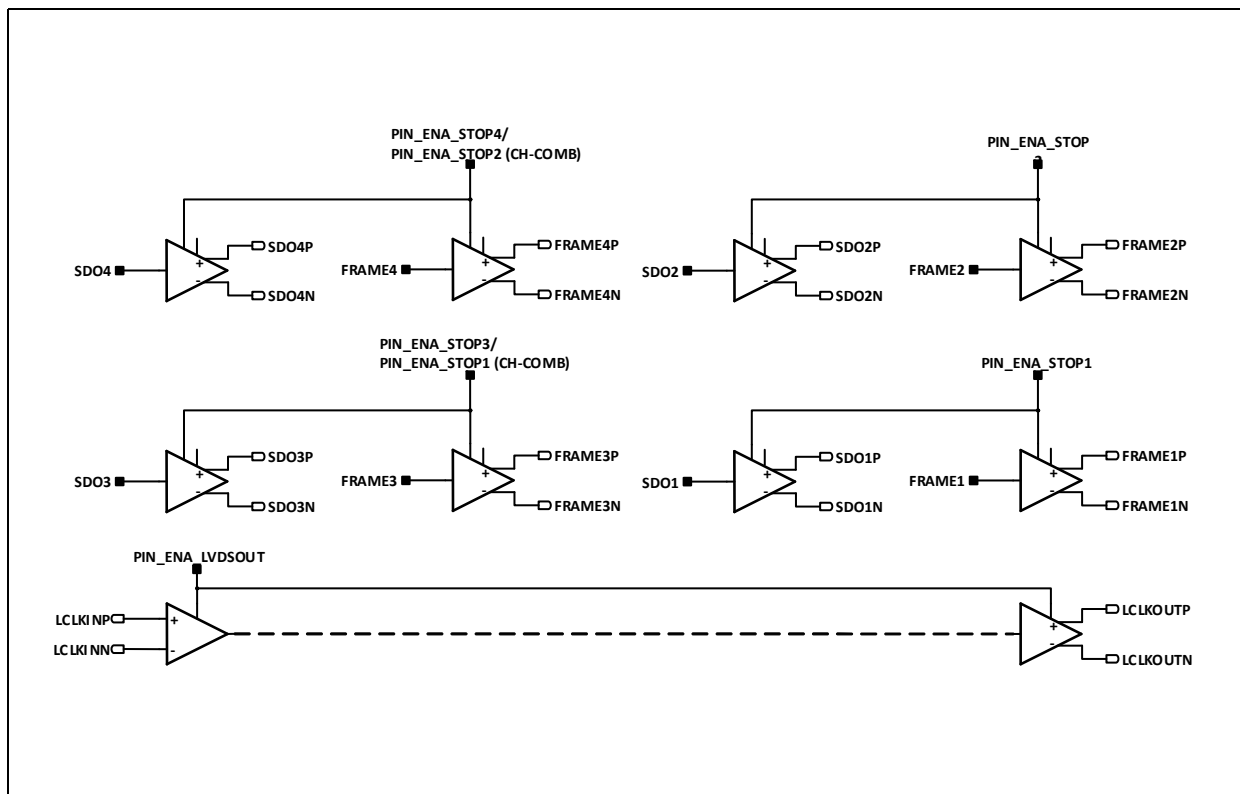 PIN_ENA_STOP4/
PIN_ENA_STOP2 (CH-COMB)
PIN_ENA_STOP
SDO4
SDO4P
SDO4N
+
-
FRAME4
FRAME4P
FRAME4N
+
-
SDO2
SDO2P
SDO2N
+
-
FRAME2
FRAME2P
FRAME2N
+
-
PIN_ENA_STOP3/
PIN_ENA_STOP1 (CH-COMB)
PIN_ENA_STOP1
SDO3
SDO3P
SDO3N
+
-
FRAME3
FRAME3P
FRAME3N
+
-
SDO1
SDO1P
SDO1N
+
-
FRAME1
FRAME1P
FRAME1N
+
-
PIN_ENA_LVDSOUT
LCLKINP
+
LCLKINN
-
+
LCLKOUTP
-
LCLKOUTN